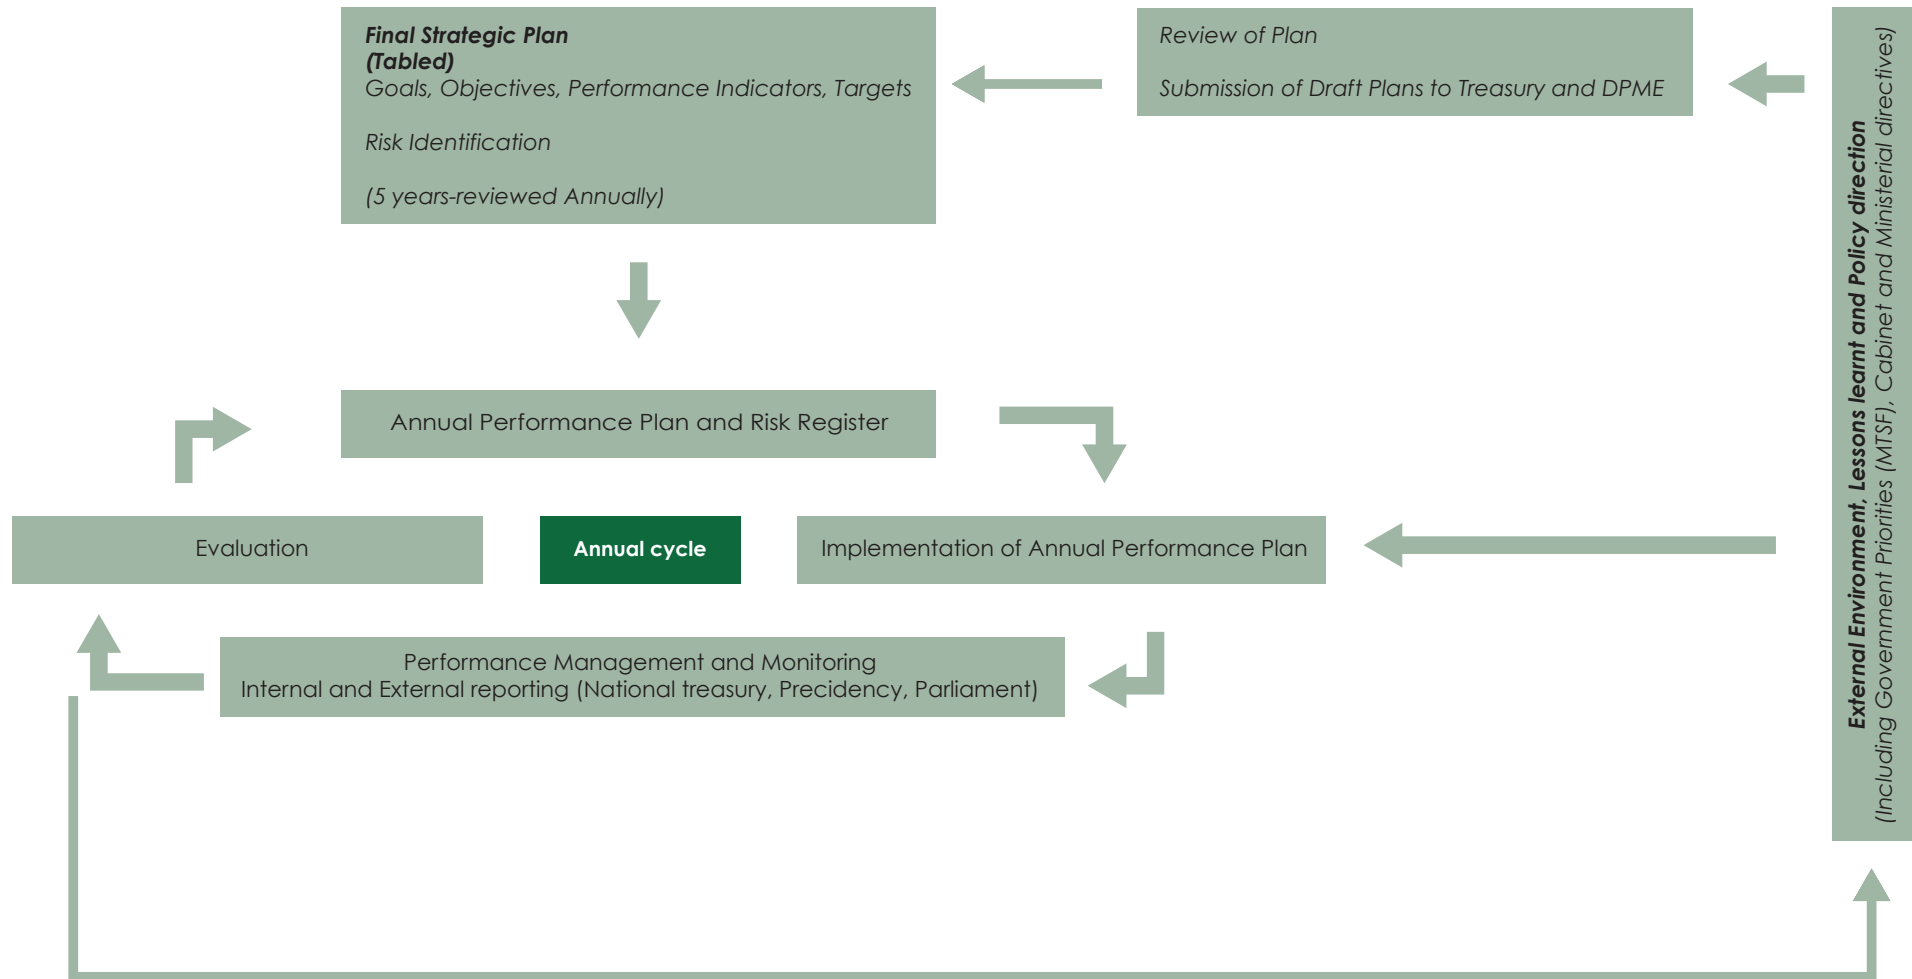 Final Strategic Plan
(Tabled)
Goals, Objectives, Performance Indicators, Targets
Risk Identification
(5 years-reviewed Annually)
Review of Plan
Submission of Draft Plans to Treasury and DPME
External Environment, Lessons learnt and Policy direction
(Including Government Priorities (MTSF), Cabinet and Ministerial directives)
Annual Performance Plan and Risk Register
Evaluation
Annual cycle
Implementation of Annual Performance Plan
Performance Management and Monitoring
Internal and External reporting (National treasury, Precidency, Parliament)